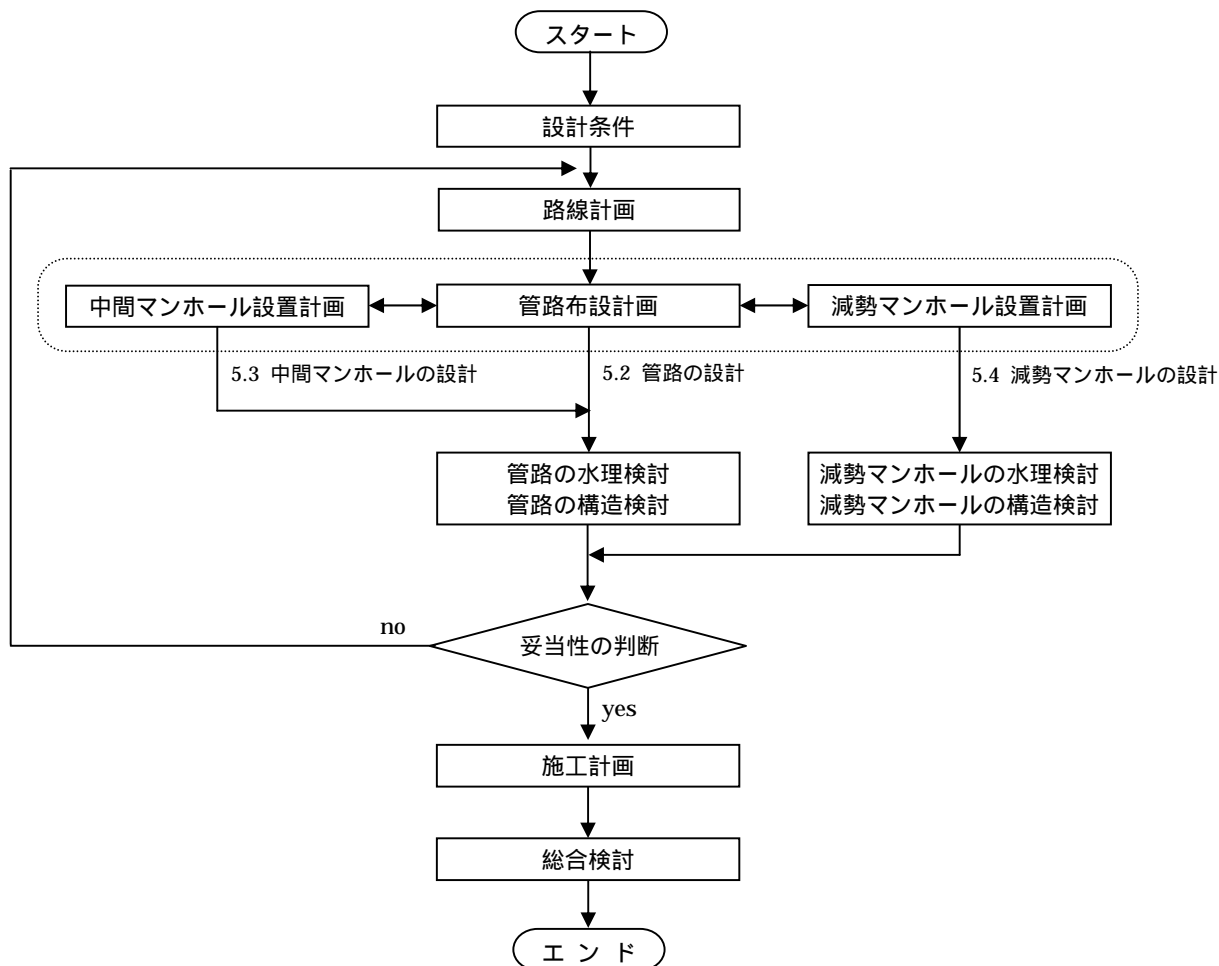 スタート
設計条件
路線計画
中間マンホール設置計画
管路布設計画
減勢マンホール設置計画
5.3 中間マンホールの設計
5.2 管路の設計
5.4 減勢マンホールの設計
管路の水理検討
管路の構造検討
減勢マンホールの水理検討
減勢マンホールの構造検討
no
妥当性の判断
yes
施工計画
総合検討
エ ン ド